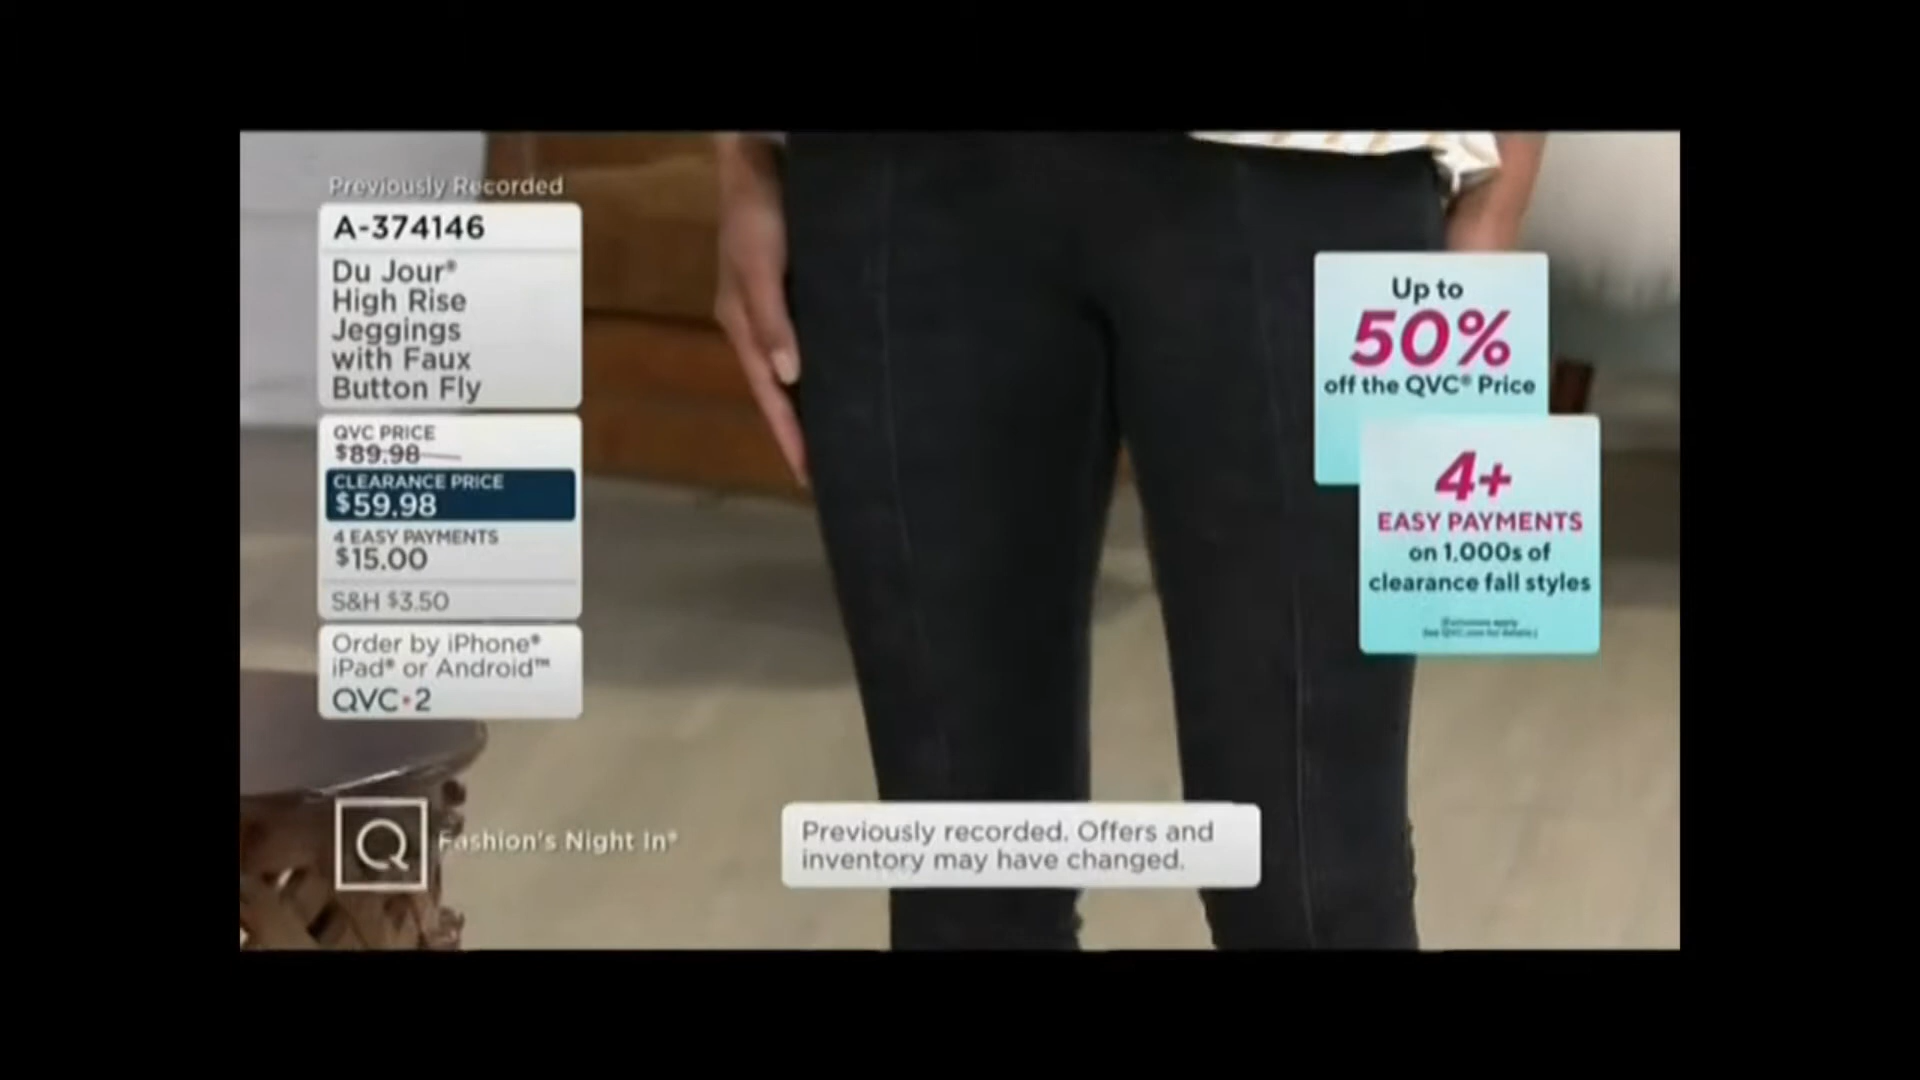 Previously Recorded
A-374146
Du Jour®
High Rise
Jeggings
with Faux
Button Fly
QVC PRICE
$89.98
CLEARANCE PRICE
$59.98
4 EASY PAYMENTS
$15.00
S&H $3.50
Order by iPhone®
iPad® or Android™
QVC•2
Q
Fashion's Night In®
Up to
50%
off the QVC® Price
4+
EASY PAYMENTS
on 1,000s of
clearance fall styles
Previously recorded. Offers and
inventory may have changed.